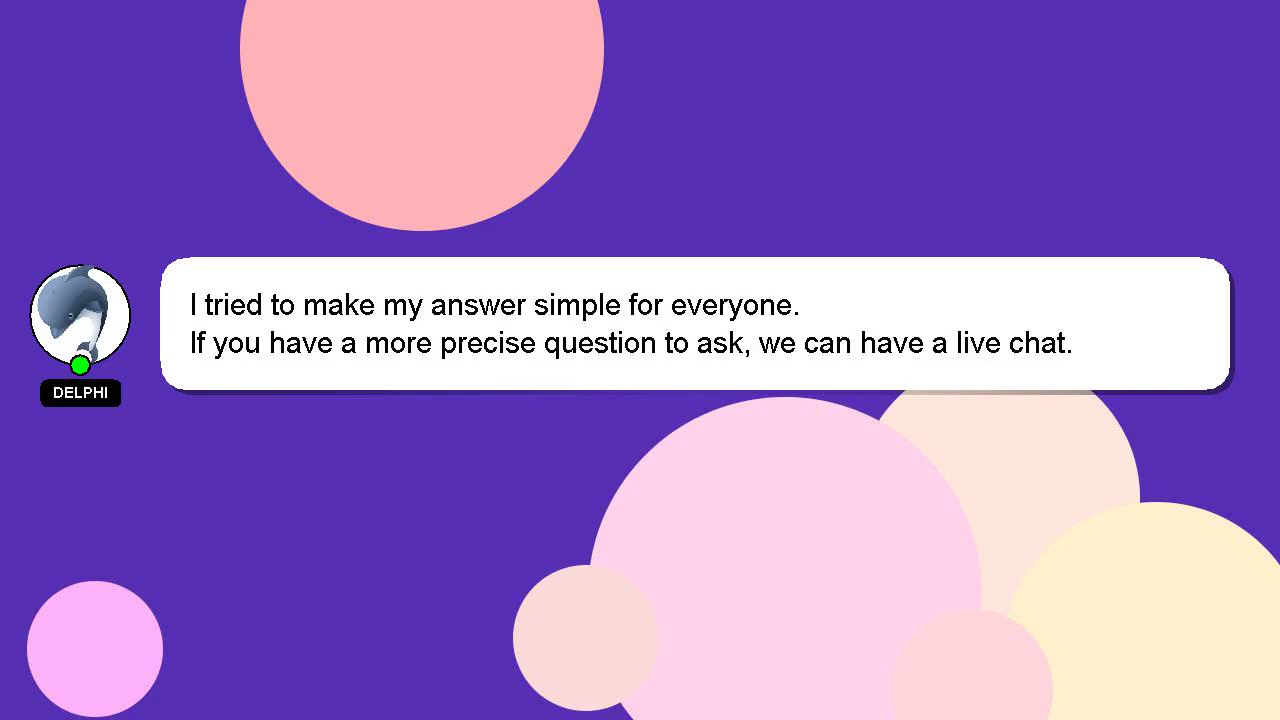 I tried to make my answer simple for everyone.
If you have a more precise question to ask, we can have a live chat.
DELPHI